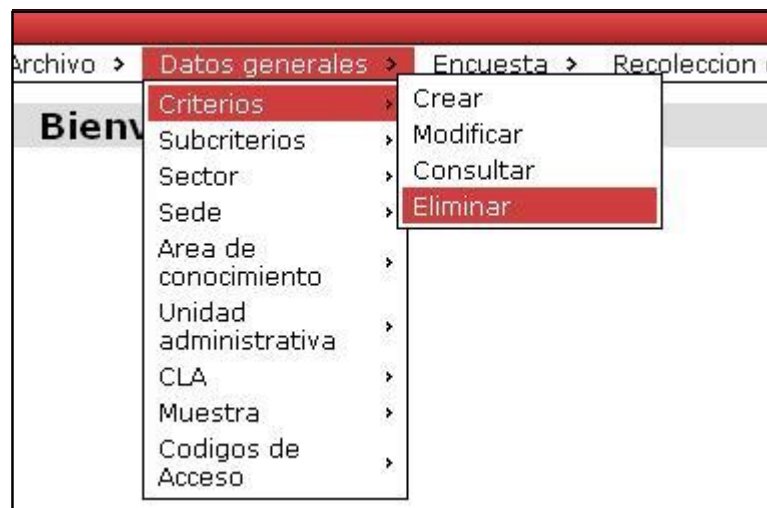 Archivo Datos generales Encuesta Recoleccion
Bienv
Criterios
Subcriterios
Sector
Sede
Area de
conocimiento
Unidad
administrativa
CLA
Muestra
Codigos de
Acceso
Crear
Modificar
Consultar
Eliminar